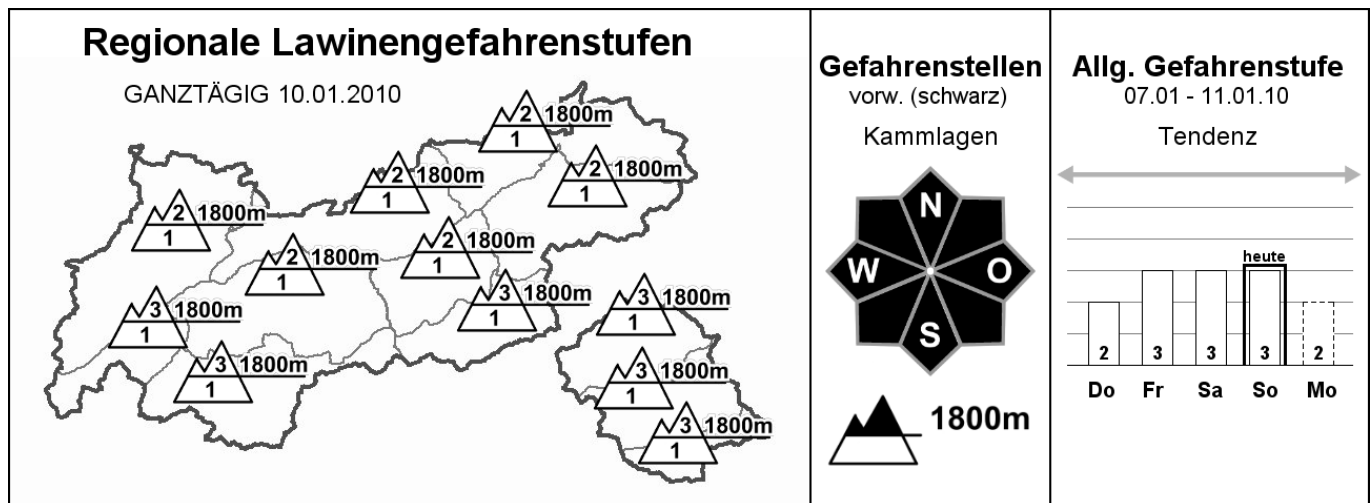 Regionale Lawinengefahrenstufen
GANZTÄGIG 10.01.2010
2 1800m
1
2 1800m
1
2 1800m
1
2 1800m
1
2 1800m
1
2 1800m
1
3 1800m
1
3 1800m
1
3 1800m
1
3 1800m
1
3 1800m
1
3 1800m
1
Gefahrenstellen
vorw. (schwarz)
Kammlagen
N
W O
S
1800m
Allg. Gefahrenstufe
07.01 - 11.01.10
Tendenz
heute
2 3 3 3 2
Do Fr Sa So Mo